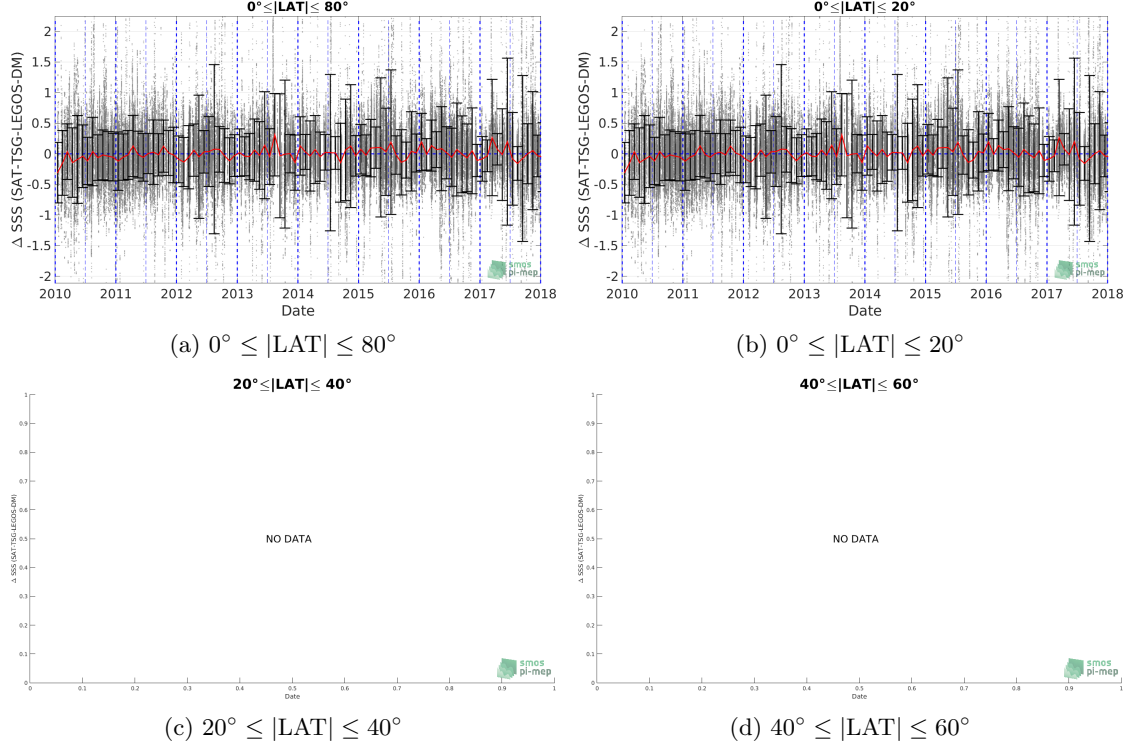 0°≤|LAT|≤ 80°
Δ SSS (SAT-TSG-LEGOS-DM)
2
1.5
1
0.5
0
-0.5
-1
-1.5
-2
2010 2011 2012 2013 2014 2015 2016 2017 2018
Date
smos
pi-mep
(a) 0° ≤ |LAT| ≤ 80°
0°≤|LAT|≤ 20°
Δ SSS (SAT-TSG-LEGOS-DM)
2
1.5
1
0.5
0
-0.5
-1
-1.5
-2
2010 2011 2012 2013 2014 2015 2016 2017 2018
Date
smos
pi-mep
(b) 0° ≤ |LAT| ≤ 20°
20°≤|LAT|≤ 40°
Δ SSS (SAT-TSG-LEGOS-DM)
1
0.9
0.8
0.7
0.6
0.5
0.4
0.3
0.2
0.1
0
NO DATA
0 0.1 0.2 0.3 0.4 0.5 0.6 0.7 0.8 0.9 1
Date
smos
pi-mep
(c) 20° ≤ |LAT| ≤ 40°
40°≤|LAT|≤ 60°
Δ SSS (SAT-TSG-LEGOS-DM)
1
0.9
0.8
0.7
0.6
0.5
0.4
0.3
0.2
0.1
0
NO DATA
0 0.1 0.2 0.3 0.4 0.5 0.6 0.7 0.8 0.9 1
Date
smos
pi-mep
(d) 40° ≤ |LAT| ≤ 60°